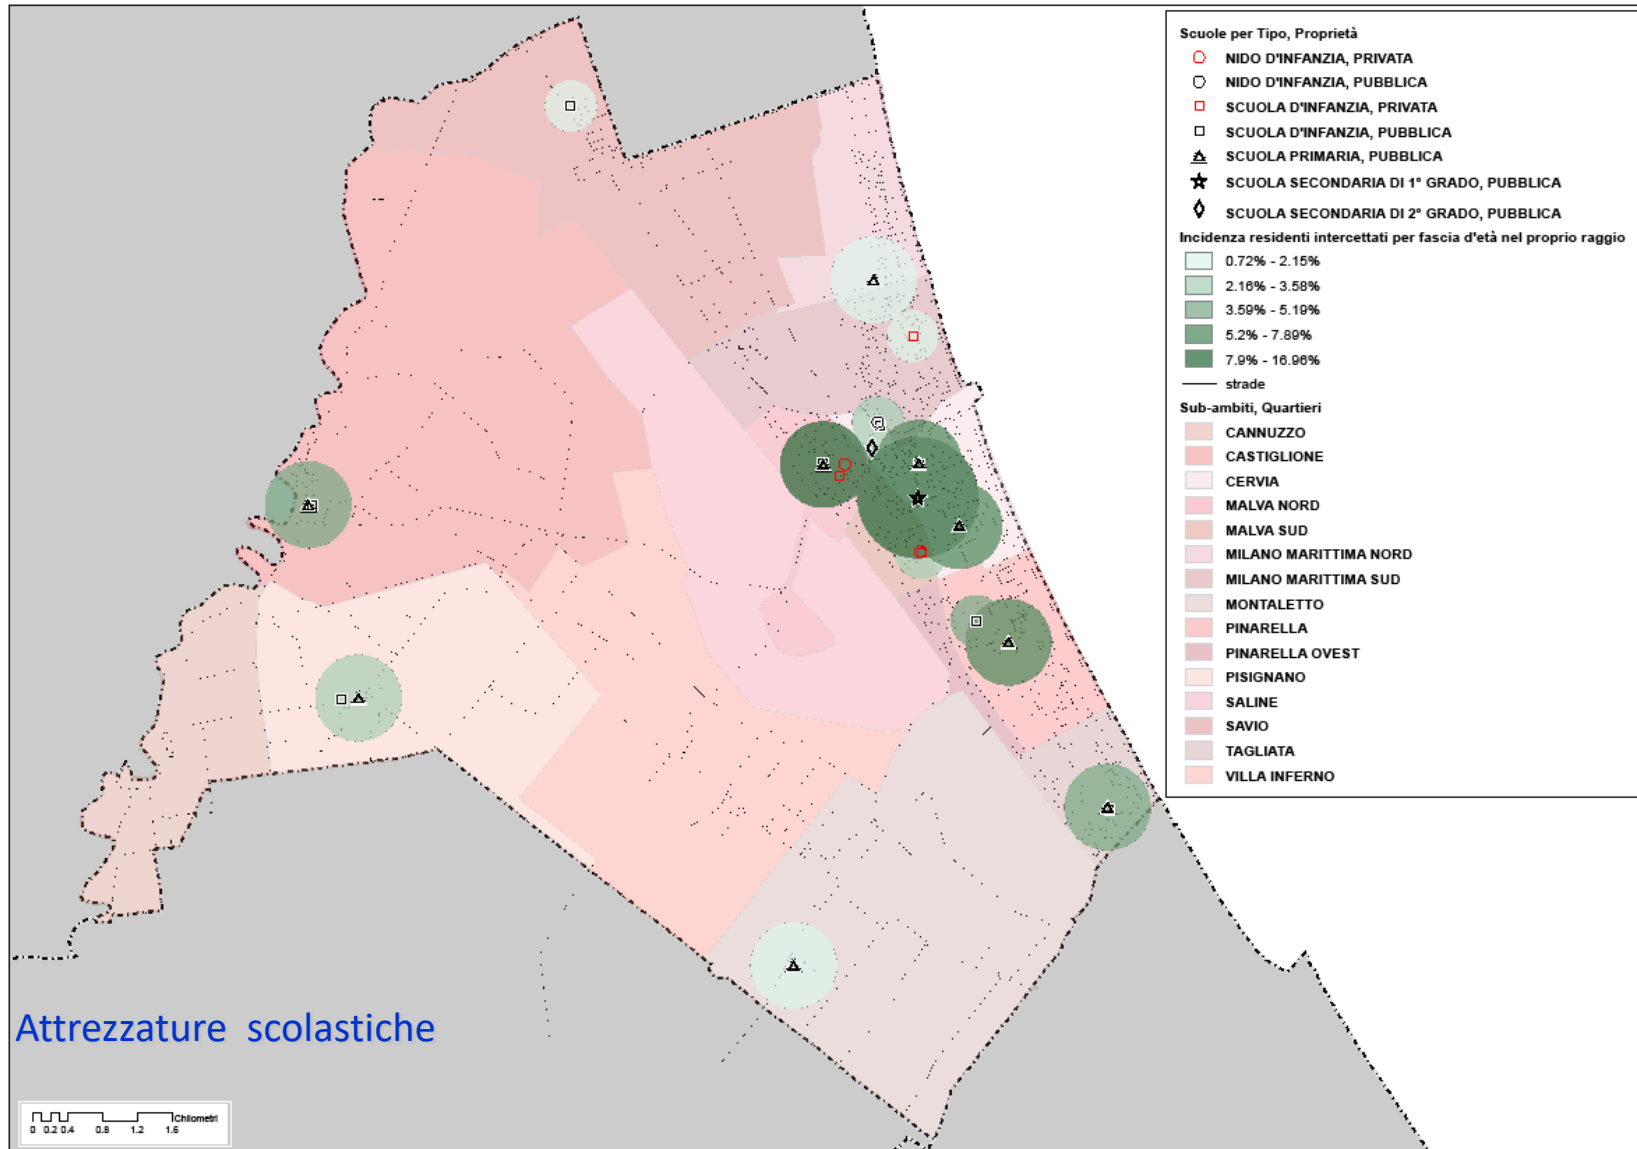 Scuole per Tipo, Proprietà
NIDO D'INFANZIA, PRIVATA
NIDO D'INFANZIA, PUBBLICA
SCUOLA D'INFANZIA, PRIVATA
SCUOLA D'INFANZIA, PUBBLICA
SCUOLA PRIMARIA, PUBBLICA
SCUOLA SECONDARIA DI 1° GRADO, PUBBLICA
SCUOLA SECONDARIA DI 2° GRADO, PUBBLICA
Incidenza residenti intercettati per fascia d'età nel proprio raggio
0.72% - 2.15%
2.16% - 3.58%
3.59% - 5.19%
5.2% - 7.89%
7.9% - 16.96%
strade
Sub-ambiti, Quartieri
CANNUZZO
CASTIGLIONE
CERVIA
MALVA NORD
MALVA SUD
MILANO MARITTIMA NORD
MILANO MARITTIMA SUD
MONTALETTO
PINARELLA
PINARELLA OVEST
PISIGNANO
SALINE
SAVIO
TAGLIATA
VILLA INFERNO
Attrezzature scolastiche
Chilometri
0 0.2 0.4 0.8 1.2 1.6